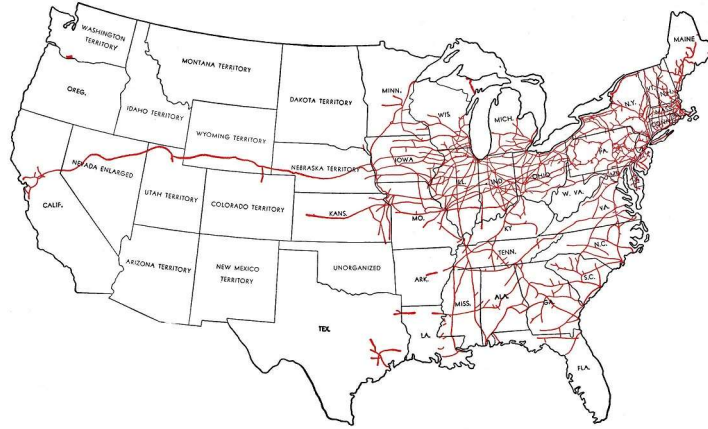 WASHINGTON
TERRITORY
MONTANA TERRITORY
DAKOTA TERRITORY
MINN.
MAINE
OREG.
IDAHO TERRITORY
WYOMING TERRITORY
WIS
MICH.
N.Y.
VT.
NEBRASKA TERRITORY
IOWA
NEVADA ENLARGED
UTAH TERRITORY
COLORADO TERRITORY
KANS.
MO.
ILL.
IND.
OHIO
PA.
W. VA.
VA.
CALIF.
KY
ARIZONA TERRITORY
NEW MEXICO
TERRITORY
UNORGANIZED
ARK.
TENN.
N.C.
S.C.
MISS.
ALA.
GA.
TEX.
LA.
FLA.